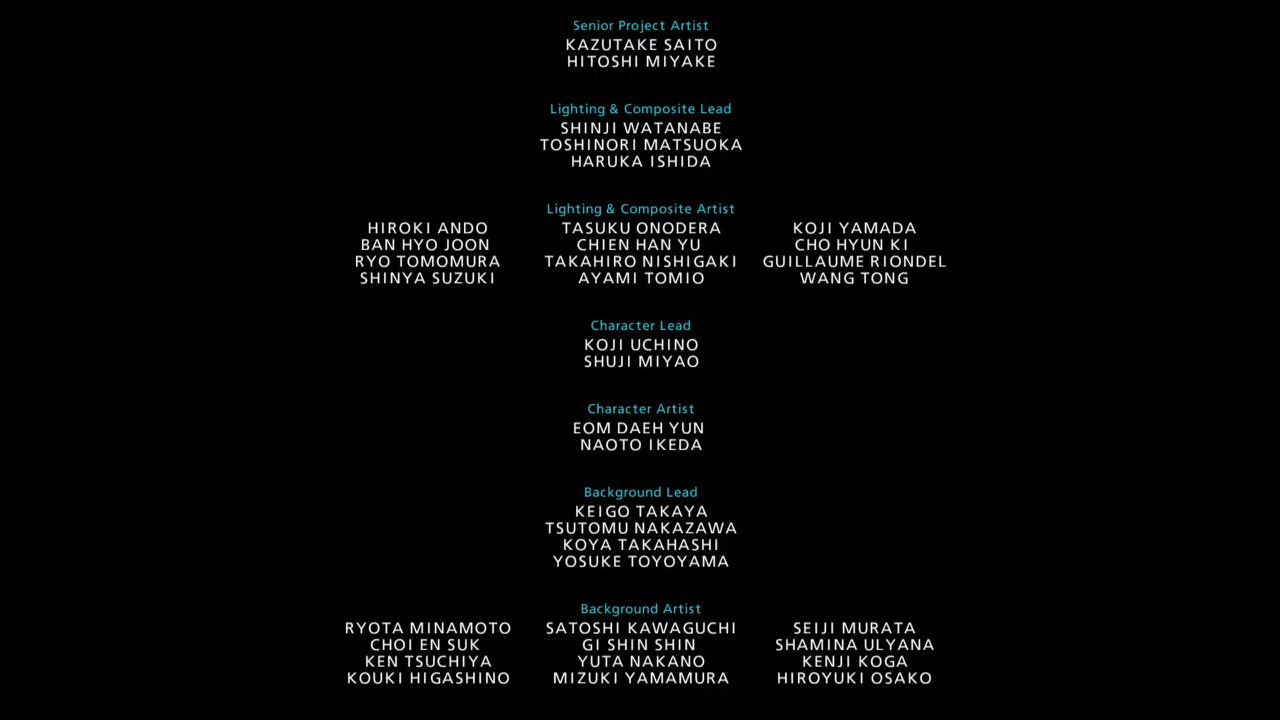 Senior Project Artist
KAZUTAKE SAITO
HITOSHI MIYAKE
Lighting & Composite Lead
SHINJI WATANABE
TOSHINORI MATSUOKA
HARUKA ISHIDA
Lighting & Composite Artist
HIROKI ANDO TASUKU ONODERA KOJI YAMADA
BAN HYO JOON CHIEN HAN YU CHO HYUN KI
RYO TOMOMURA TAKAHIRO NISHIGAKI GUILLAUME RIONDEL
SHINYA SUZUKI AYAMI TOMIO WANG TONG
Character Lead
KOJI UCHINO
SHUJI MIYAO
Character Artist
EOM DAEH YUN
NAOTO IKEDA
Background Lead
KEIGO TAKAYA
TSUTOMU NAKAZAWA
KOYA TAKAHASHI
YOSUKE TOYOYAMA
Background Artist
RYOTA MINAMOTO SATOSHI KAWAGUCHI SEIJI MURATA
CHOI EN SUK GI SHIN SHIN SHAMINA ULYANA
KEN TSUCHIYA YUTA NAKANO KENJI KOGA
KOUKI HIGASHINO MIZUKI YAMAMURA HIROYUKI OSAKO